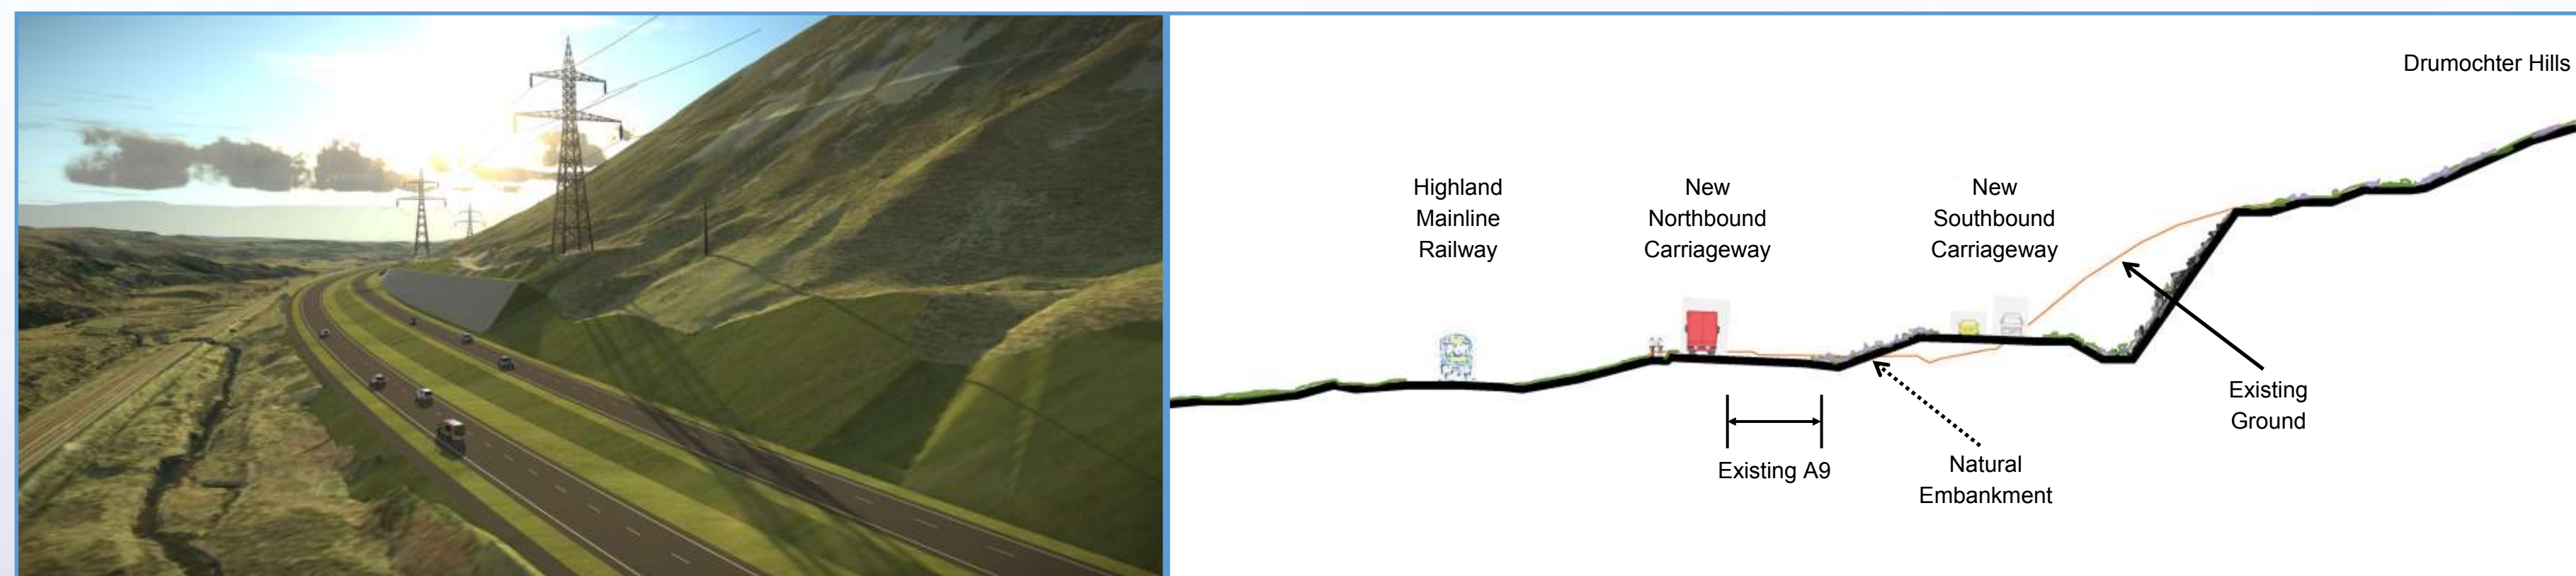 Drumochter Hills
Highland
Mainline
Railway
New
Northbound
Carriageway
New
Southbound
Carriageway
Existing
Ground
Existing A9
Natural
Embankment